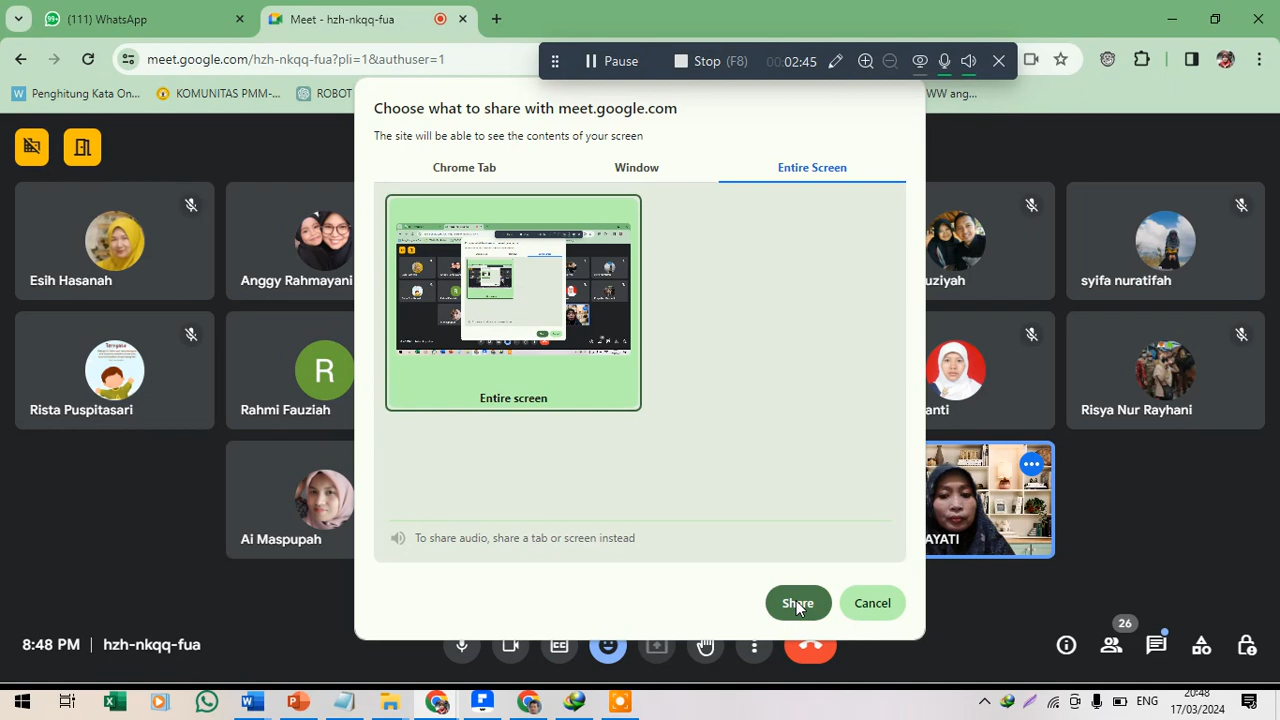 (111) WhatsApp
Meet - hzh-nkqq-fua
meet.google.com/hzh-nkqq-fua?pli=1&authuser=1
Pause
Stop (F8)
00:02:45
Penghitung Kata On...
KOMUNITAS PMM-...
ROBOT
WW ang...
Choose what to share with meet.google.com
The site will be able to see the contents of your screen
Chrome Tab
Window
Entire Screen
Esih Hasanah
Anggy Rahmayani
uziyah
syifa nuratifah
Rista Puspitasari
R
Rahmi Fauziah
anti
Risya Nur Rayhani
Entire screen
Ai Maspupah
AYATI
To share audio, share a tab or screen instead
Share
Cancel
26
8:48 PM | hzh-nkqq-fua
ENG
20:48
17/03/2024